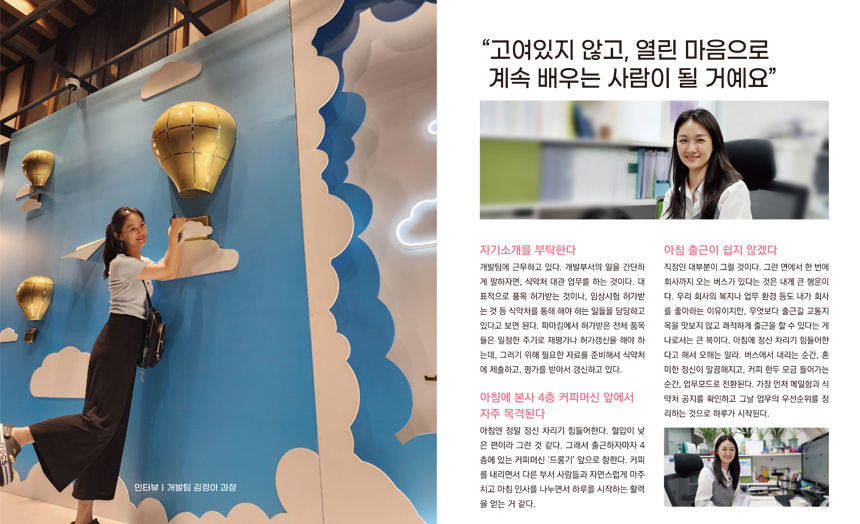 인터뷰 | 개발팀 김정아 과장
“고여있지 않고, 열린 마음으로
계속 배우는 사람이 될 거예요”
자기소개를 부탁한다
개발팀에 근무하고 있다. 개발부서의 일을 간단하
게 말하자면, 식약처 대관 업무를 하는 것이다. 대
표적으로 품목 허가받는 것이나, 임상시험 허가받
는 것 등 식약처를 통해 해야 하는 일들을 담당하고
있다고 보면 된다. 파마킹에서 허가받은 전체 품목
들은 일정한 주기로 재평가나 허가갱신을 해야 하
는데, 그러기 위해 필요한 자료를 준비해서 식약처
에 제출하고, 평가를 받아서 갱신하고 있다.
아침에 본사 4층 커피머신 앞에서
자주 목격된다
아침엔 정말 정신 차리기 힘들어한다. 혈압이 낮
은 편이라 그런 것 같다. 그래서 출근하자마자 4
층에 있는 커피머신 ‘드롱기’ 앞으로 향한다. 커피
를 내리면서 다른 부서 사람들과 자연스럽게 마주
치고 아침 인사를 나누면서 하루를 시작하는 활력
을 얻는 거 같다.
아침 출근이 쉽지 않겠다
직장인 대부분이 그럴 것이다. 그런 면에서 한 번에
회사까지 오는 버스가 있다는 것은 내게 큰 행운이
다. 우리 회사의 복지나 업무 환경 등도 내가 회사
를 좋아하는 이유이지만, 무엇보다 출근길 교통지
옥을 맛보지 않고 쾌적하게 출근을 할 수 있다는 게
나로서는 큰 복이다. 아침에 정신 차리기 힘들어한
다고 해서 오해는 말라. 버스에서 내리는 순간, 혼
미한 정신이 말끔해지고, 커피 한두 모금 들어가는
순간, 업무모드로 전환된다. 가장 먼저 메일함과 식
약처 공지를 확인하고 그날 업무의 우선순위를 정
리하는 것으로 하루가 시작된다.